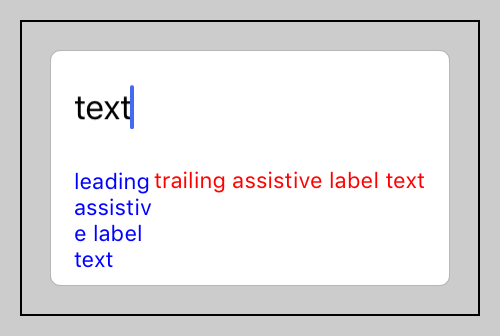 text
leading
assistiv
e label
text
trailing assistive label text